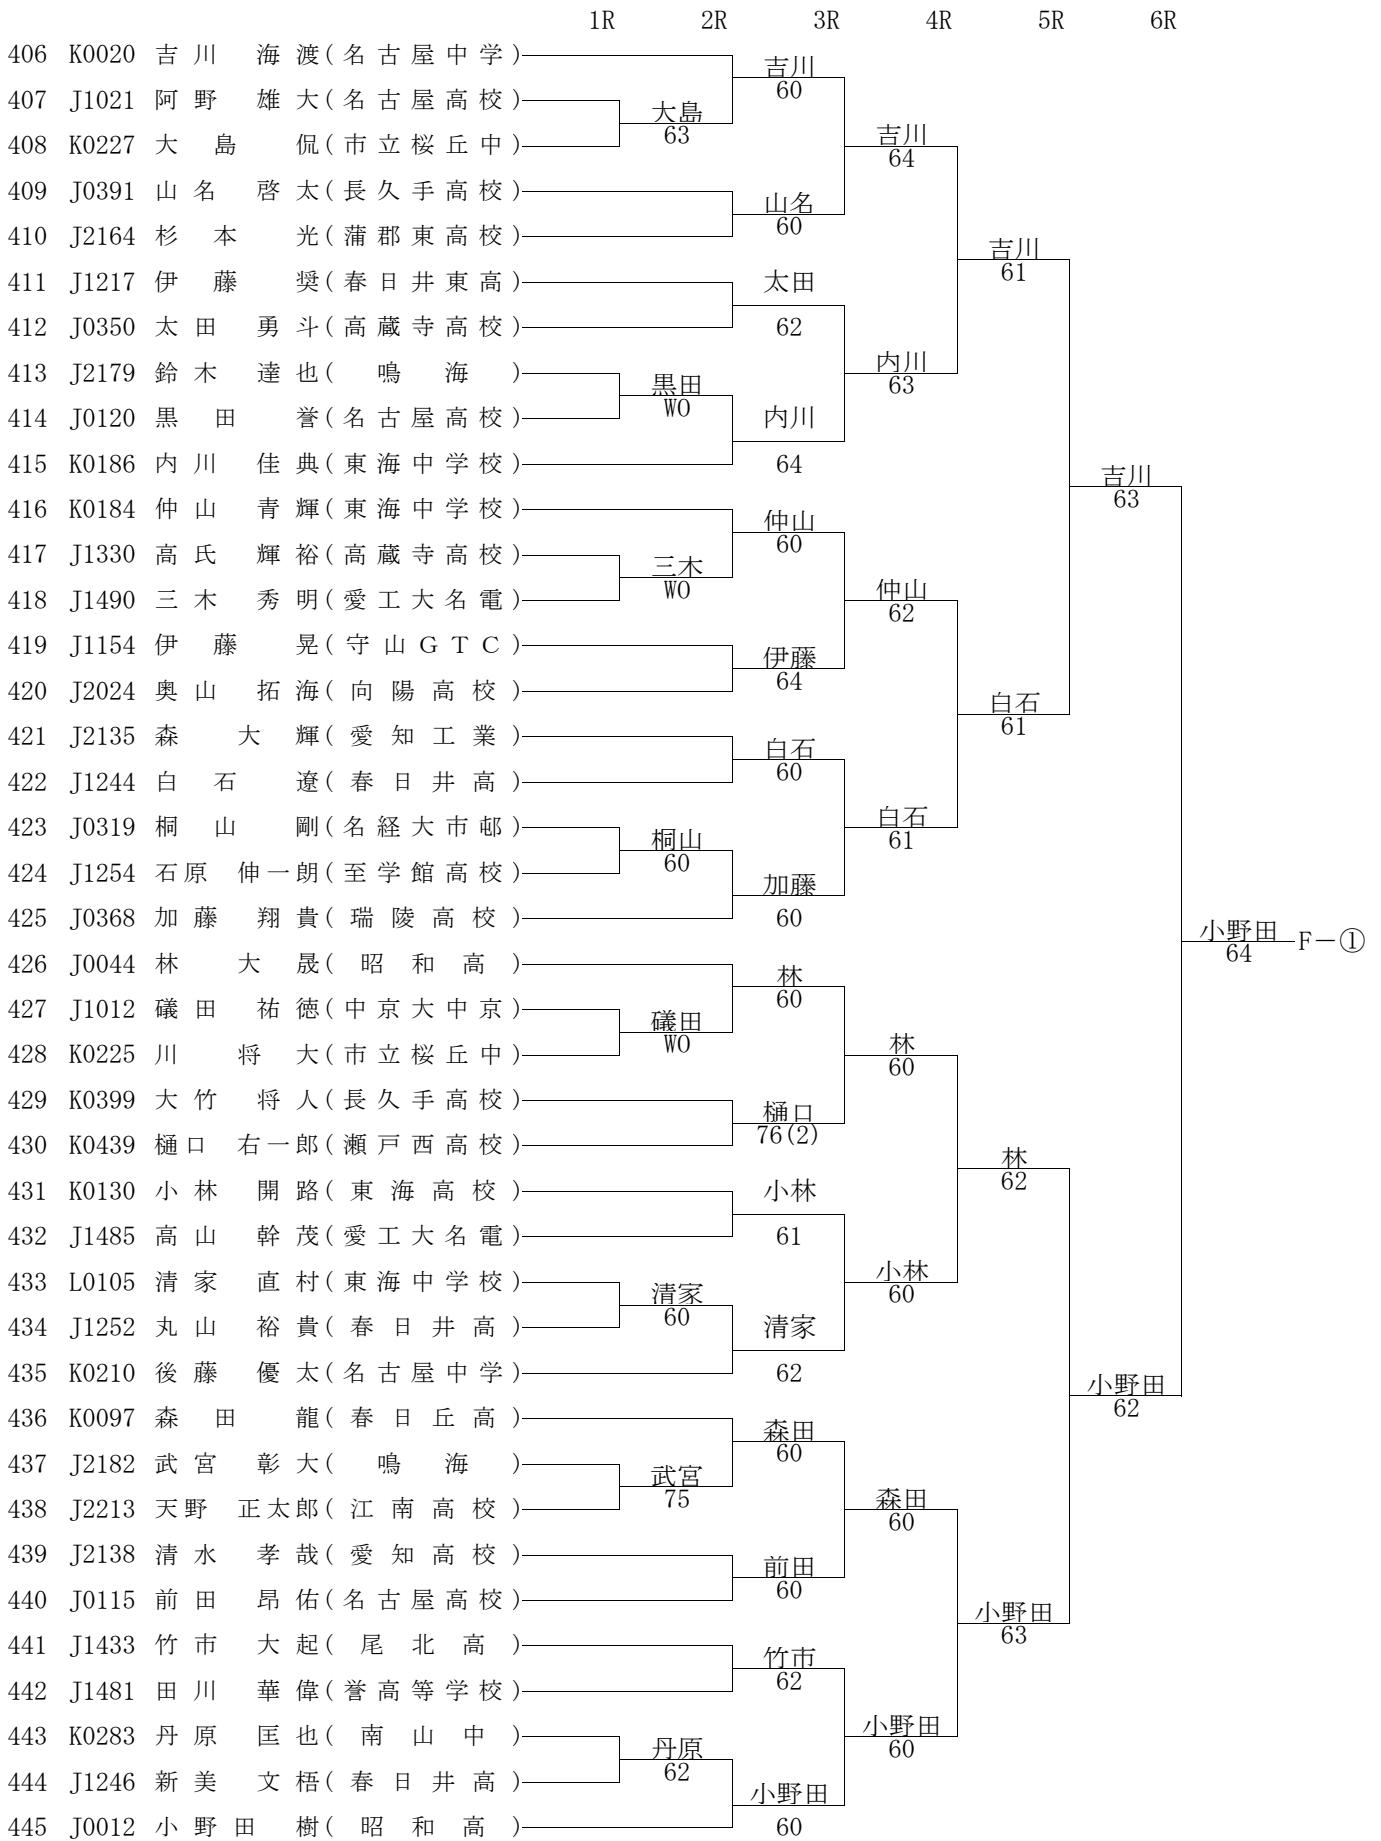 1R 2R 3R 4R 5R 6R
406 K0020 吉川 海渡(名古屋中学)
吉川
60
407 J1021 阿野 雄大(名古屋高校)
大島
63
吉川
64
408 K0227 大島 侃(市立桜丘中)
409 J0391 山名 啓太(長久手高校)
山名
60
410 J2164 杉本 光(蒲郡東高校)
吉川
61
411 J1217 伊藤 奨(春日井東高)
太田
62
412 J0350 太田 勇斗(高蔵寺高校)
内川
63
413 J2179 鈴木 達也(鳴海)
黒田
WO
414 J0120 黒田 誉(名古屋高校)
内川
64
415 K0186 内川 佳典(東海中学校)
吉川
63
416 K0184 仲山 青輝(東海中学校)
仲山
60
417 J1330 高氏 輝裕(高蔵寺高校)
三木
WO
仲山
62
418 J1490 三木 秀明(愛工大名電)
419 J1154 伊藤 晃(守山GTC)
伊藤
64
420 J2024 奥山 拓海(向陽高校)
白石
61
421 J2135 森 大輝(愛知工業)
白石
60
422 J1244 白石 遼(春日井高)
白石
61
423 J0319 桐山 剛(名経大市邨)
桐山
60
424 J1254 石原 伸一朗(至学館高校)
加藤
60
425 J0368 加藤 翔貴(瑞陵高校)
小野田
64
F－①
426 J0044 林 大晟(昭和高)
林
60
427 J1012 礒田 祐徳(中京大中京)
礒田
WO
林
60
428 K0225 川 将大(市立桜丘中)
429 K0399 大竹 将人(長久手高校)
樋口
76(2)
430 K0439 樋口 右一郎(瀬戸西高校)
林
62
431 K0130 小林 開路(東海高校)
小林
61
432 J1485 高山 幹茂(愛工大名電)
小林
60
433 L0105 清家 直村(東海中学校)
清家
60
434 J1252 丸山 裕貴(春日井高)
清家
62
435 K0210 後藤 優太(名古屋中学)
小野田
62
436 K0097 森田 龍(春日丘高)
森田
60
437 J2182 武宮 彰大(鳴海)
武宮
75
森田
60
438 J2213 天野 正太郎(江南高校)
439 J2138 清水 孝哉(愛知高校)
前田
60
440 J0115 前田 昂佑(名古屋高校)
小野田
63
441 J1433 竹市 大起(尾北高)
竹市
62
442 J1481 田川 華偉(誉高等学校)
小野田
60
443 K0283 丹原 匡也(南山中)
丹原
62
444 J1246 新美 文梧(春日井高)
小野田
60
445 J0012 小野田 樹(昭和高)